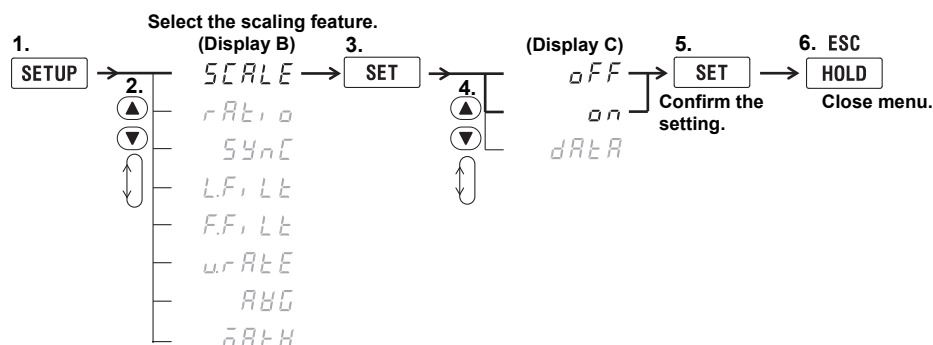 Select the scaling feature.
1. (Display B) 3. (Display C) 5. 6. ESC
SETUP SCALE SET oFF SET HOLD
2. 4. Confirm the setting. Close menu.
rAtio on
SYnC dAtA
L.FiLt
F.FiLt
u.rAtE
AVG
mAtH